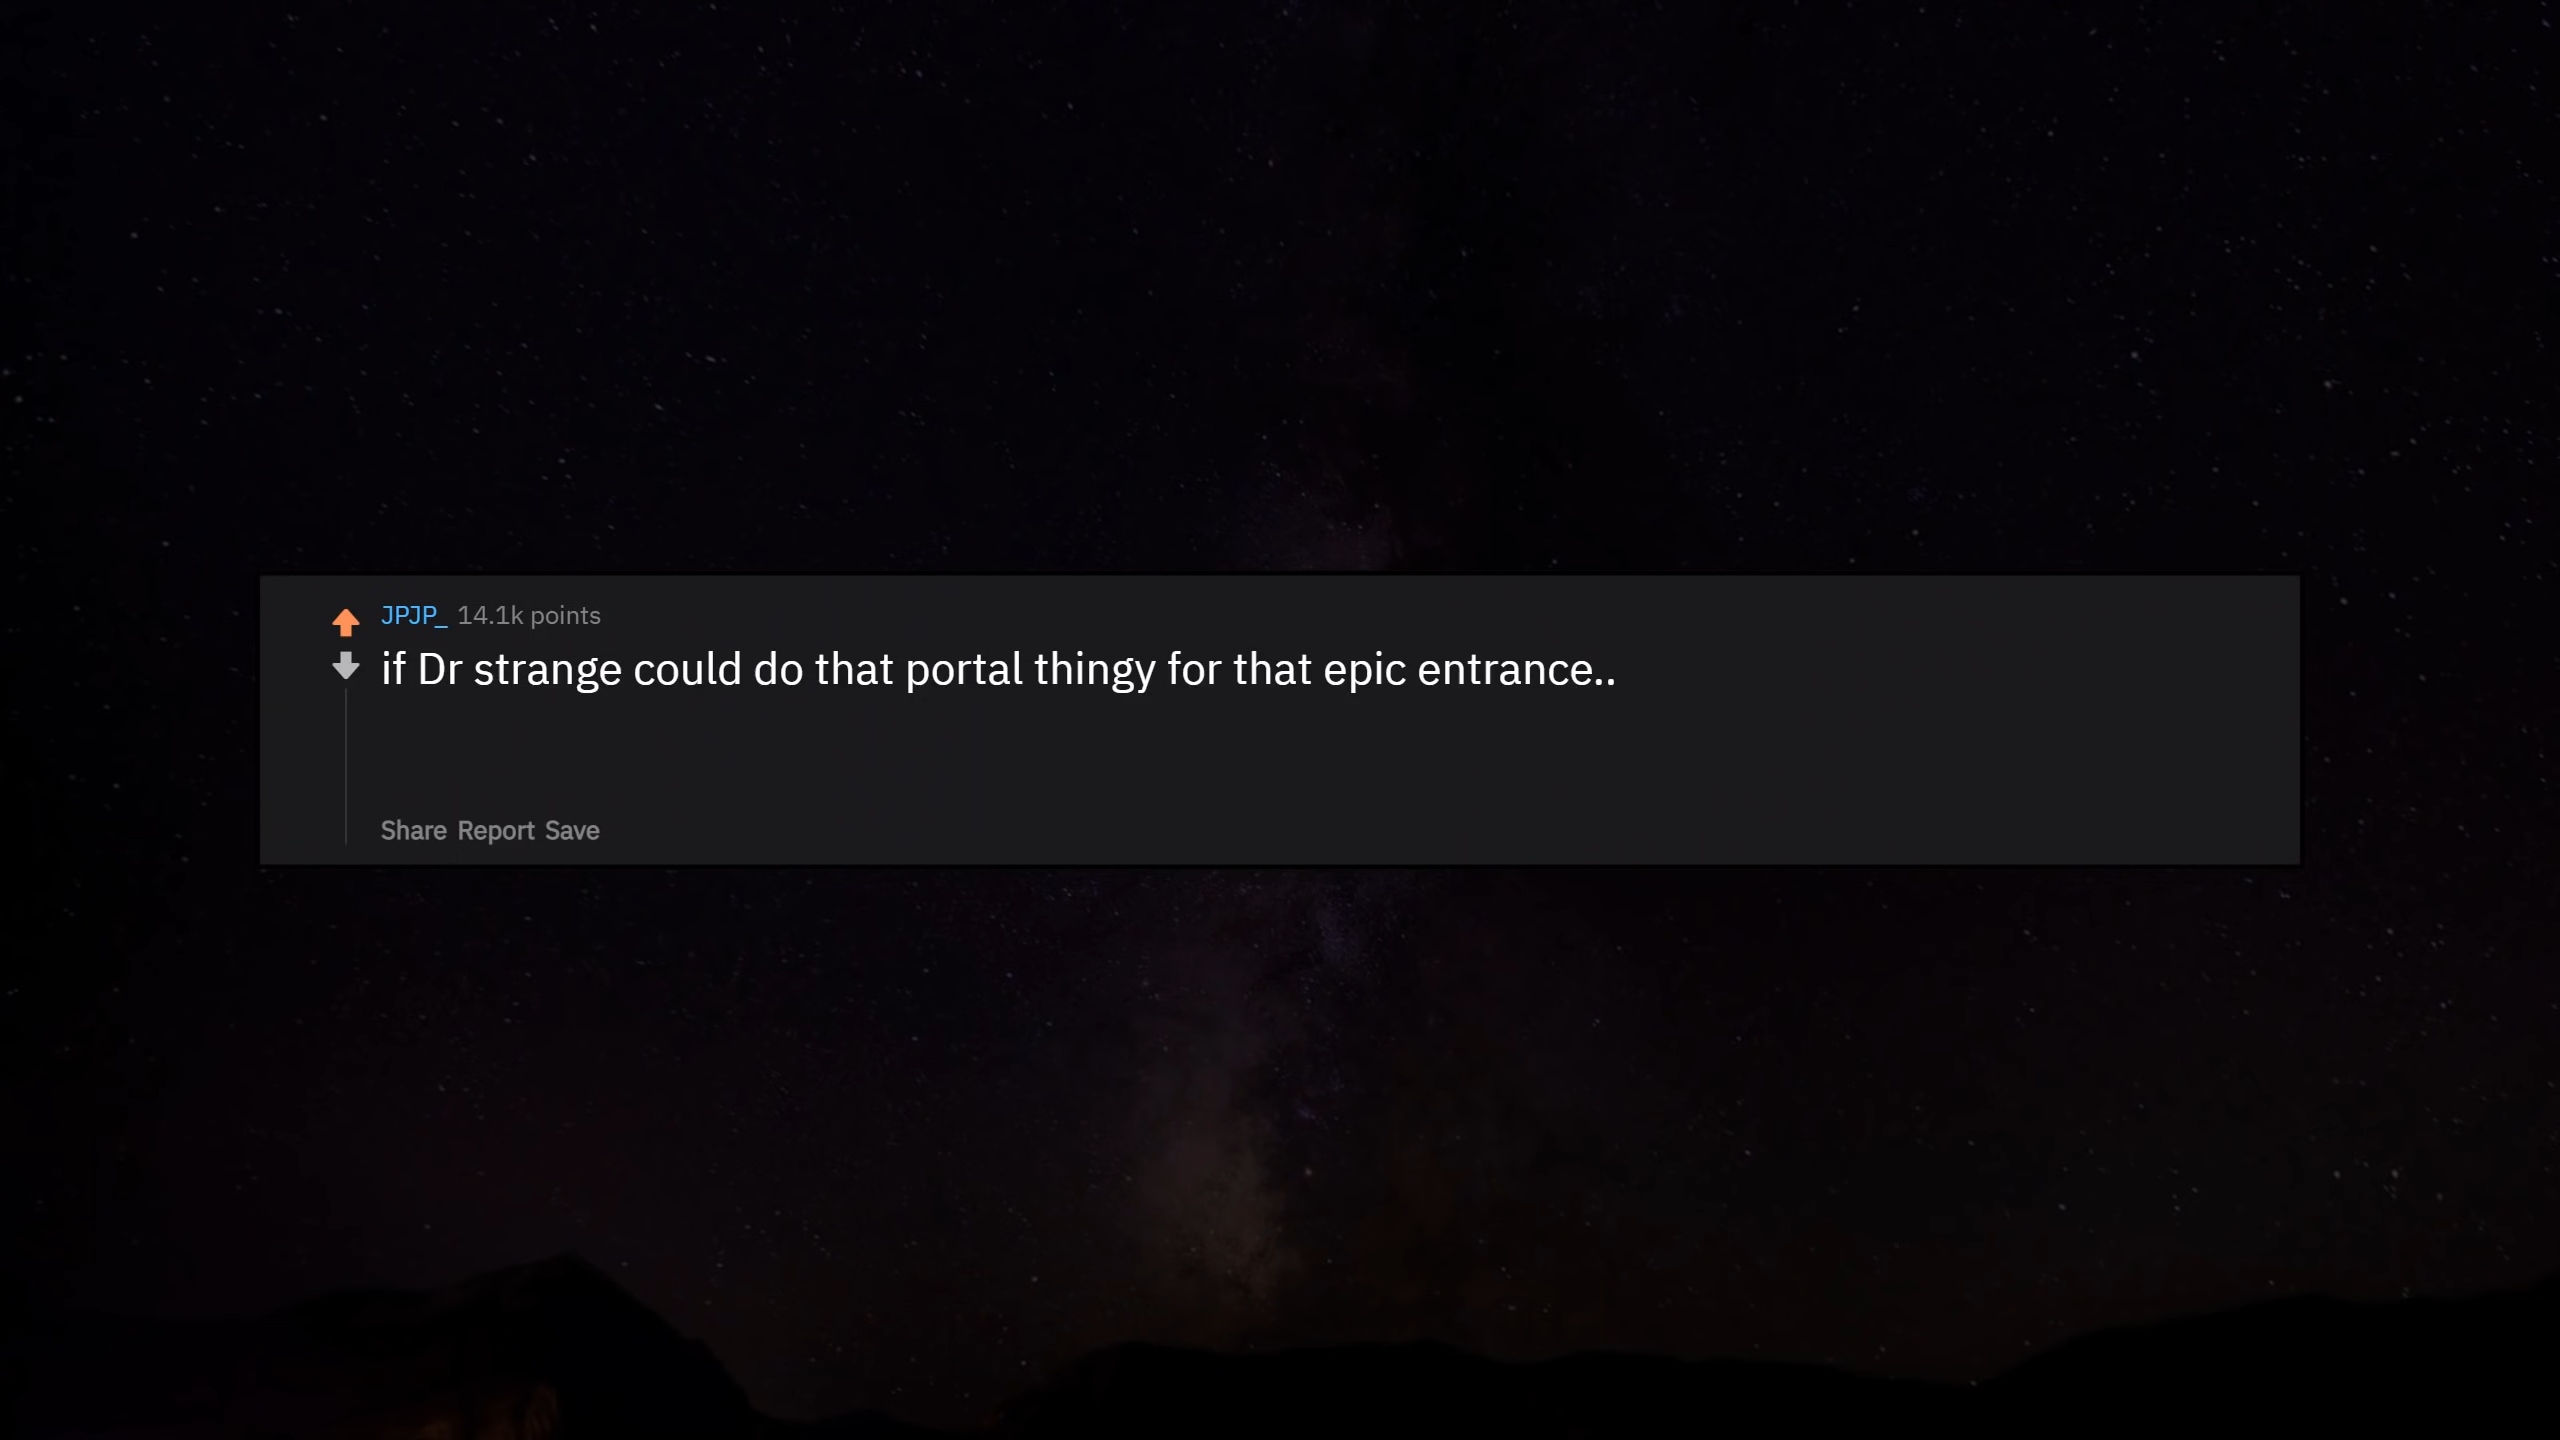 JPJP_ 14.1k points
if Dr strange could do that portal thingy for that epic entrance..
Share Report Save